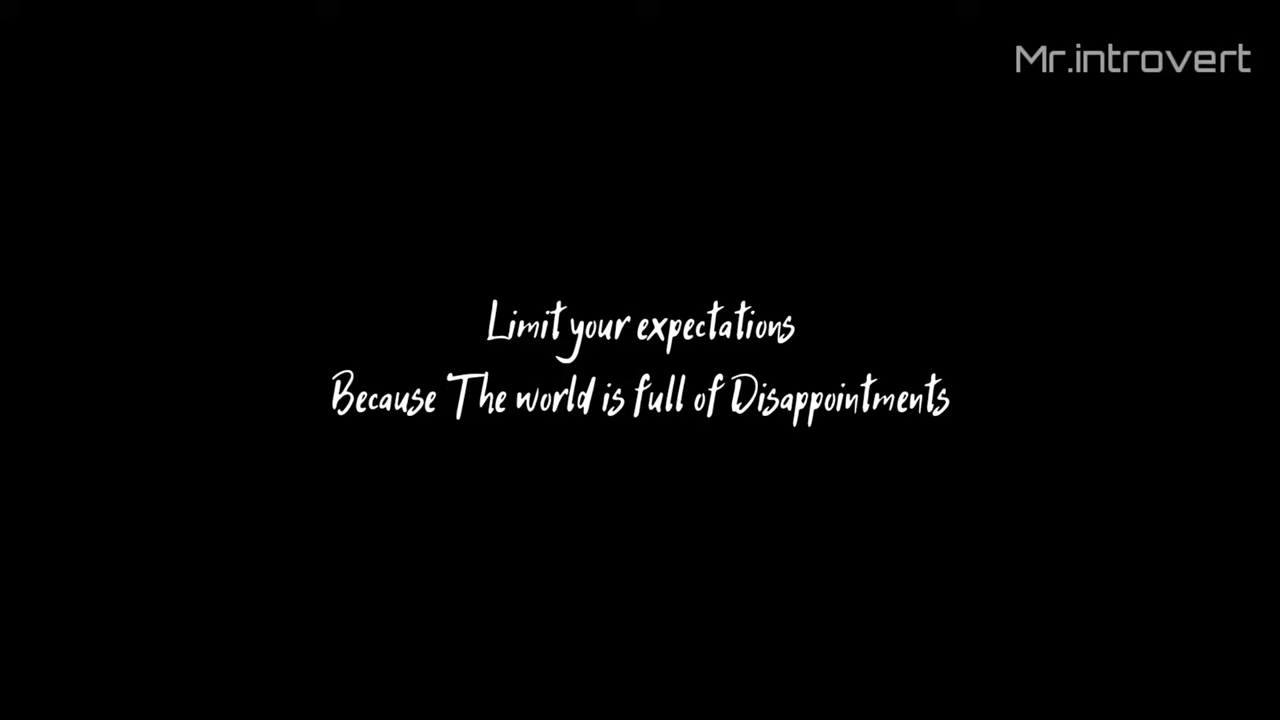 Mr.introvert
Limit your expectations
Because The world is full of Disappointments